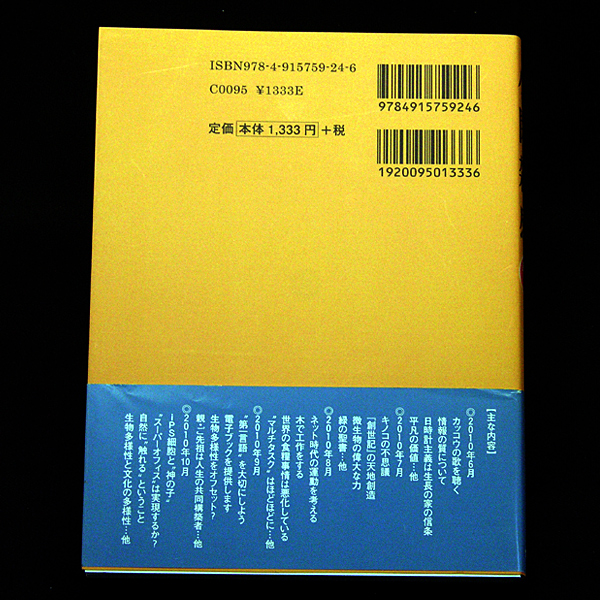 ISBN978-4-915759-24-6
C0095 ¥1333E
定価 本体 1,333 円 +税
9784915759246
1920095013336
【主な内容】
◎2010年6月
カッコウの歌を聴く
情報の質について
日時計主義は生長の家の信条
平凡の価値…他
◎2010年7月
キノコの不思議
「創世記」の天地創造
微生物の偉大な力
緑の聖書…他
◎2010年8月
ネット時代の運動を考える
木で工作をする
世界の食糧事情は悪化している
“マルチタスク”はほどほどに…他
◎2010年9月
“第一言語”を大切にしよう
電子ブックを提供します
生物多様性をオフセット?
親・ご先祖は人生の共同構築者…他
◎2010年10月
iPS細胞と“神の子”
“スーパーオフィス”は実現するか?
自然に“触れる”ということ
生物多様性と文化の多様性…他